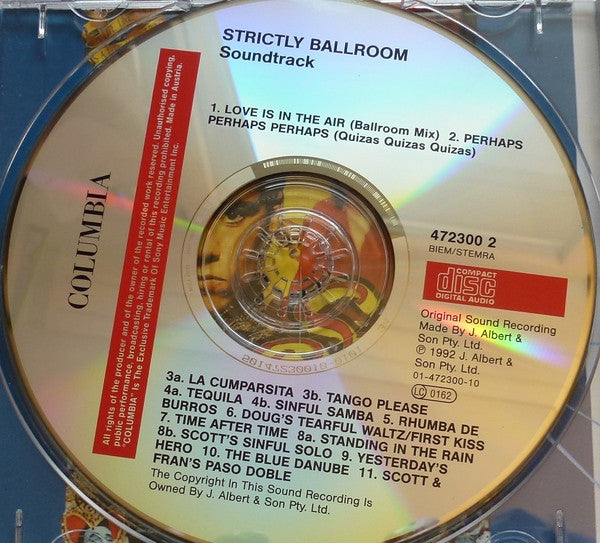 STRICTLY BALLROOM
Soundtrack
1. LOVE IS IN THE AIR (Ballroom Mix) 2. PERHAPS
PERHAPS PERHAPS (Quizas Quizas Quizas)
COLUMBIA
All rights of the producer and of the owner of the recorded work reserved. Unauthorised copying,
public performance, broadcasting, hiring or rental of this recording prohibited. Made in Austria.
"COLUMBIA" Is The Exclusive Trademark Of Sony Music Entertainment Inc.
472300 2
BIEM/STEMRA
COMPACT
disc
DIGITAL AUDIO
Original Sound Recording
Made By J. Albert &
Son Pty. Ltd.
℗ 1992 J. Albert &
Son Pty. Ltd.
01-472300-10
LC 0162
3a. LA CUMPARSITA 3b. TANGO PLEASE
4a. TEQUILA 4b. SINFUL SAMBA 5. RHUMBA DE
BURROS 6. DOUG'S TEARFUL WALTZ/FIRST KISS
7. TIME AFTER TIME 8a. STANDING IN THE RAIN
8b. SCOTT'S SINFUL SOLO 9. YESTERDAY'S
HERO 10. THE BLUE DANUBE 11. SCOTT &
FRAN'S PASO DOBLE
The Copyright In This Sound Recording Is
Owned By J. Albert & Son Pty. Ltd.